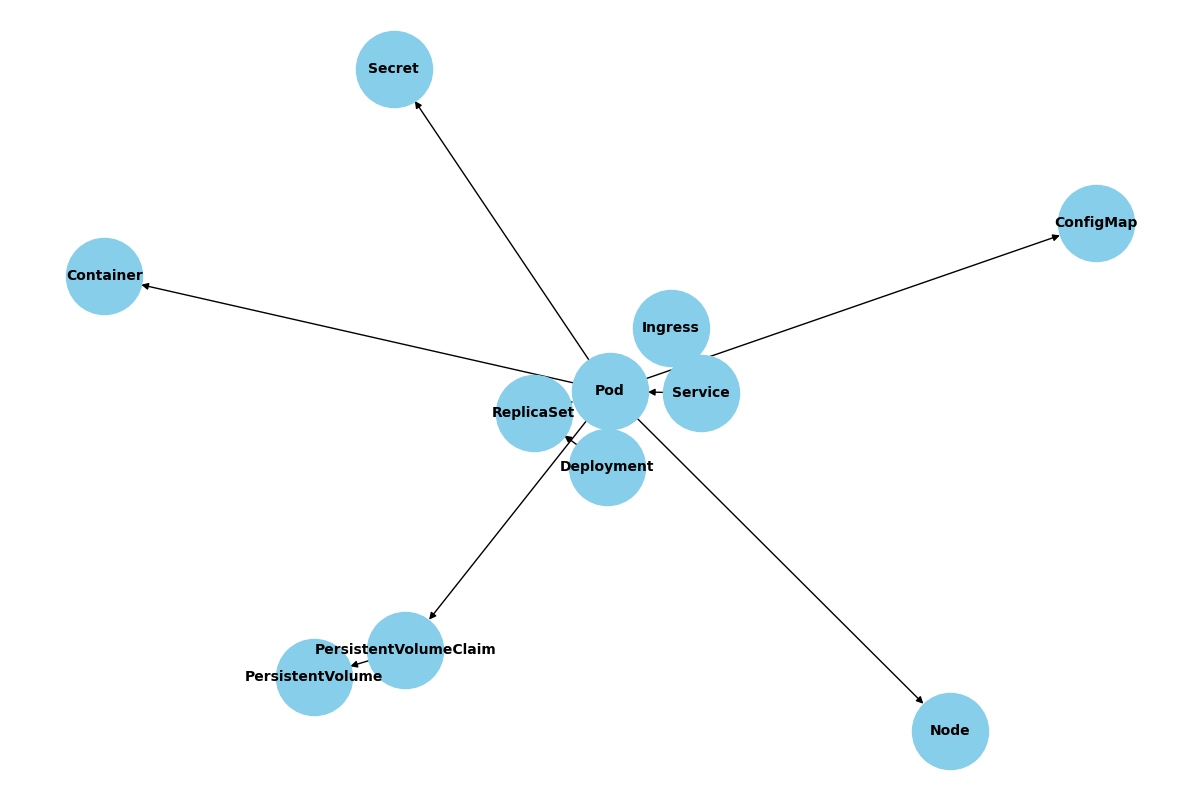 Secret
ConfigMap
Container
Ingress
Pod
Service
ReplicaSet
Deployment
PersistentVolumeClaim
PersistentVolume
Node